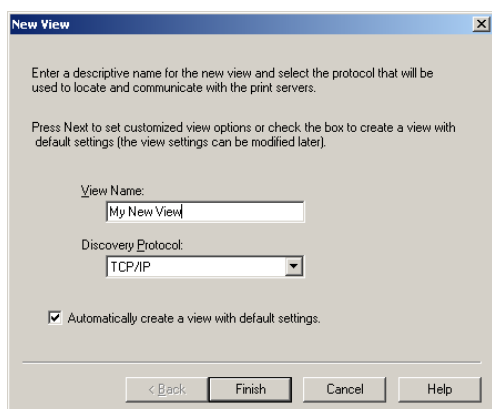 New View
Enter a descriptive name for the new view and select the protocol that will be
used to locate and communicate with the print servers.
Press Next to set customized view options or check the box to create a view with
default settings (the view settings can be modified later).
View Name:
My New View
Discovery Protocol:
TCP/IP
Automatically create a view with default settings.
< Back Finish Cancel Help